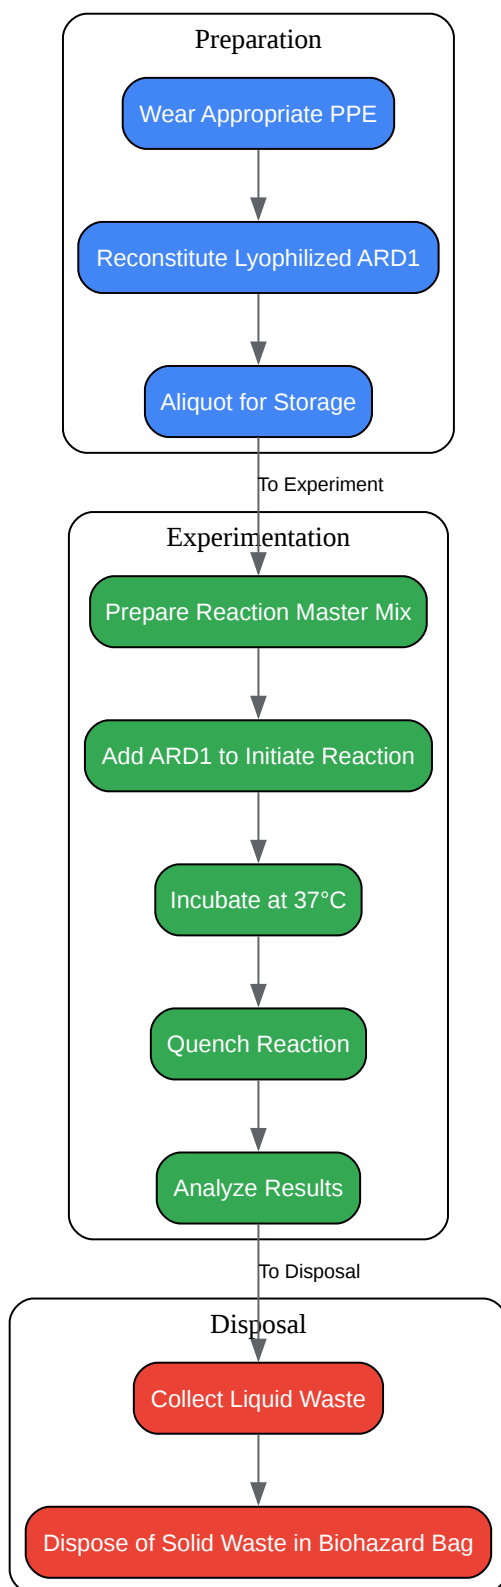 Preparation
Wear Appropriate PPE
Reconstitute Lyophilized ARD1
Aliquot for Storage
To Experiment
Experimentation
Prepare Reaction Master Mix
Add ARD1 to Initiate Reaction
Incubate at 37°C
Quench Reaction
Analyze Results
To Disposal
Disposal
Collect Liquid Waste
Dispose of Solid Waste in Biohazard Bag